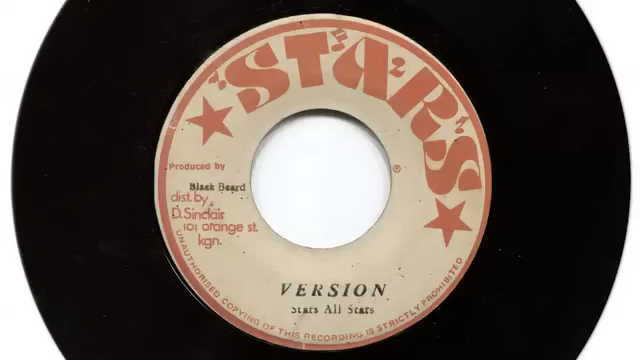 STARS
®
Produced by
Black Beard
dist. by
D. Sinclair
101 orange st.
kgn.
VERSION
Stars All Stars
UNAUTHORISED COPYING OF THIS RECORDING IS STRICTLY PROHIBITED